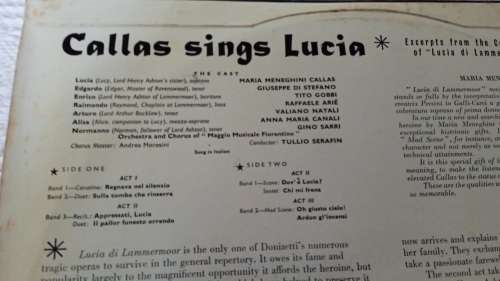 Callas sings Lucia *
Excerpts from the C
of "Lucia di Lammermoor
THE CAST
Lucia (Lucy, Lord Henry Ashton's sister), soprano MARIA MENEGHINI CALLAS
Edgardo (Edgar, Master of Ravenswood), tenor GIUSEPPE DI STEFANO
Enrico (Lord Henry Ashton of Lammermoor), baritone TITO GOBBI
Raimondo (Raymond, Chaplain at Lammermoor), bass RAFFAELE ARIÉ
Arturo (Lord Arthur Bucklaw), tenor VALIANO NATALI
Alisa (Alice, companion to Lucy), mezzo-soprano ANNA MARIA CANALI
Normanno (Norman, follower of Lord Ashton), tenor GINO SARRI
Orchestra and Chorus of "Maggio Musicale Fiorentino"
Chorus Master: Andrea Morosini Conductor: TULLIO SERAFIN
Sung in Italian
* SIDE ONE
ACT I
Band 1—Cavatina: Regnava nel silenzio
Band 2—Duet: Sulla tomba che rinserra
ACT II
Band 3—Recit.: Appressati, Lucia
Duet: Il pallor funesto orrendo
* SIDE TWO
ACT II
Band 1—Scene: Dov' è Lucia?
Sextet: Chi mi frena
ACT III
Band 2—Mad Scene: Oh giusto cielo!
Ardon gl'incensi
* Lucia di Lammermoor is the only one of Donizetti's numerous
tragic operas to survive in the general repertory. It owes its fame and
popularity largely to the magnificent opportunity it affords the heroine, but
MARIA MENE
"Lucia di Lammermoor"
stands or falls by the interpreta
creatrix Persini (a Galli-Curci a
coloratura soprano of prima donna
In our time a new and searchin
heroine by Maria Meneghini
exceptional histrionic
"Mad Scene", for instance, i
character and not merely as s
technical attainments.
It is this special gift of
meaning, to make the listener
elevated Callas to the status
These are the qualities
so memorable.
now arrives and explains
her family. They exchan
take a passionate farewe
The second act take